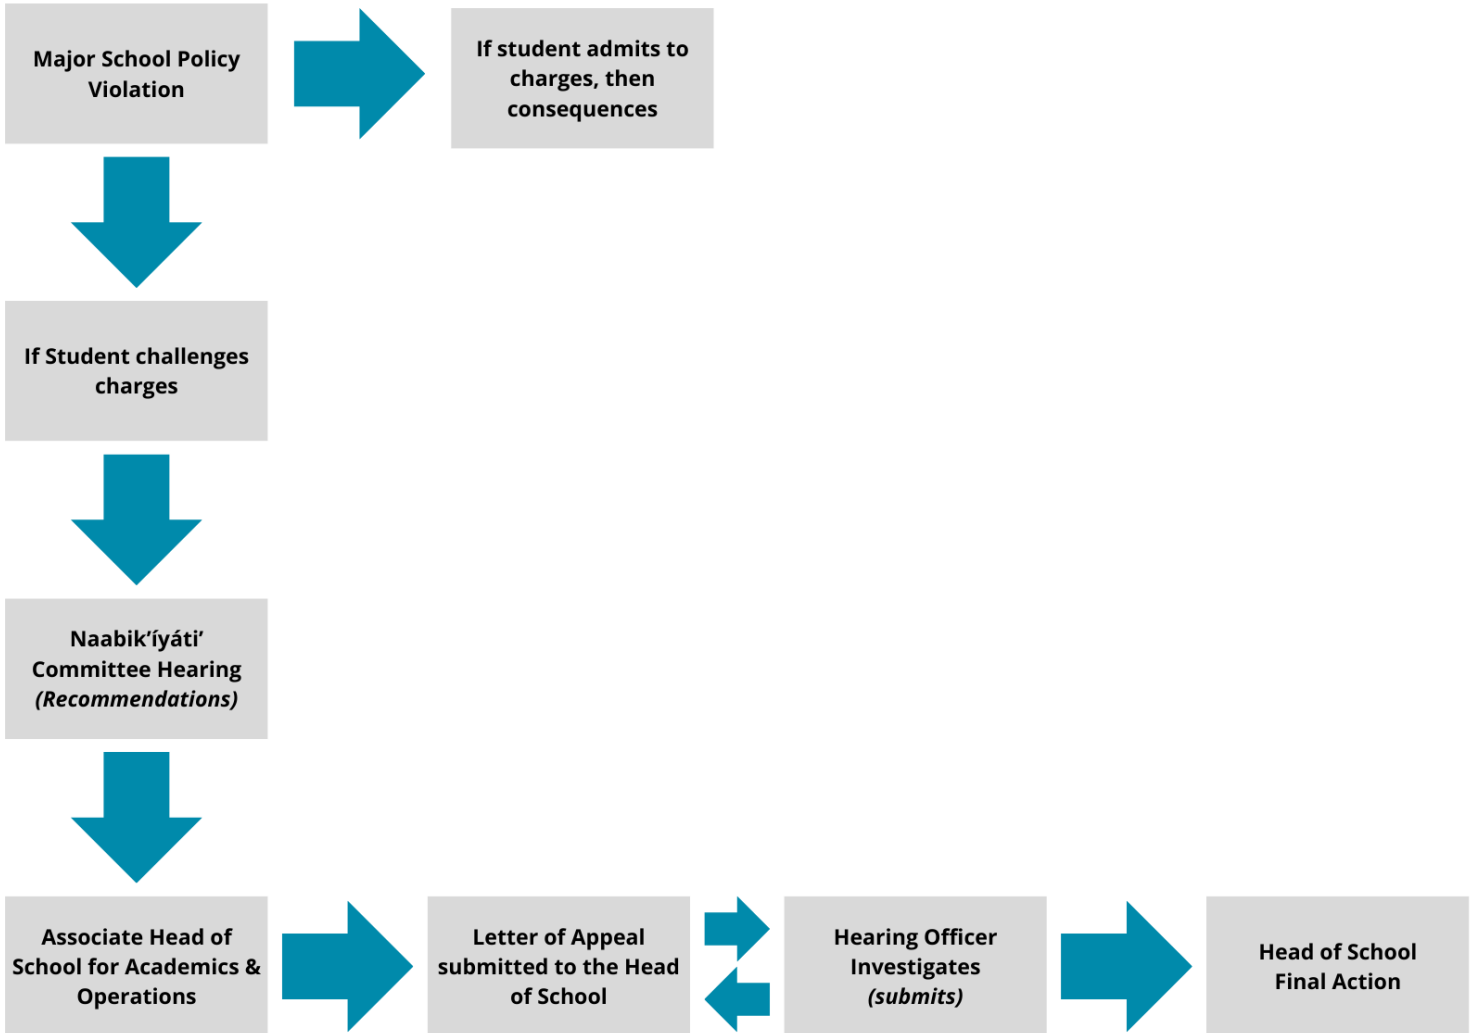 Major School Policy
Violation
If student admits to
charges, then
consequences
If Student challenges
charges
Naabik’íyáti’
Committee Hearing
(Recommendations)
Associate Head of
School for Academics &
Operations
Letter of Appeal
submitted to the Head
of School
Hearing Officer
Investigates
(submits)
Head of School
Final Action